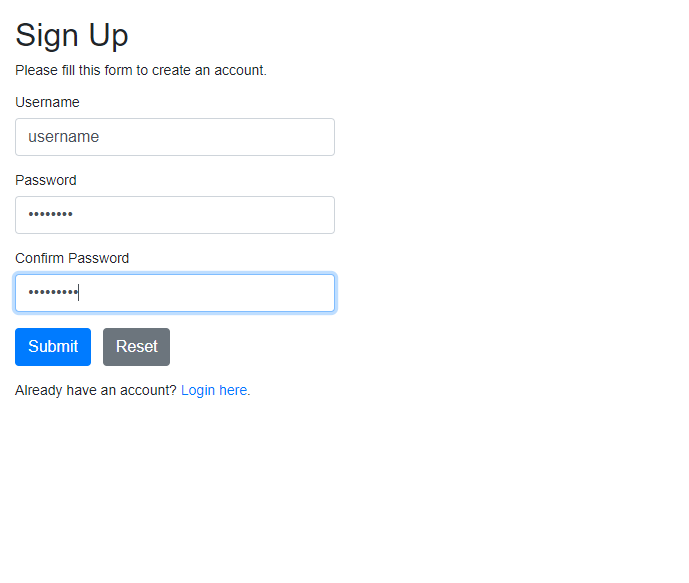 Sign Up
Please fill this form to create an account.
Username
username
Password
••••••••
Confirm Password
•••••••••
Submit Reset
Already have an account? Login here.